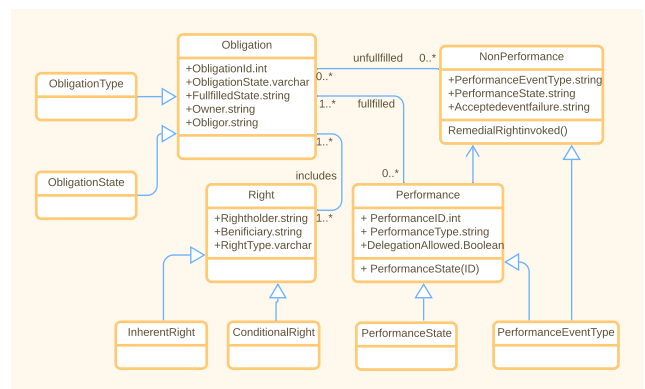 Obligation
+ObligationId.int
+ObligationState.varchar
+FullfilledState.string
+Owner.string
+Obligor.string
unfullfilled
0..*
0..*
NonPerformance
+PerformanceEventType.string
+PerformanceState.string
+Acceptedeventfailure.string
RemedialRightinvoked()
ObligationType
1..*
fullfilled
1..*
ObligationState
includes
0..*
Right
+Rightholder.string
+Benificiary.string
+RightType.varchar
1..*
Performance
+ PerformanceID.int
+ PerformanceType.string
+DelegationAllowed.Boolean
+ PerformanceState(ID)
InherentRight
ConditionalRight
PerformanceState
PerformanceEventType